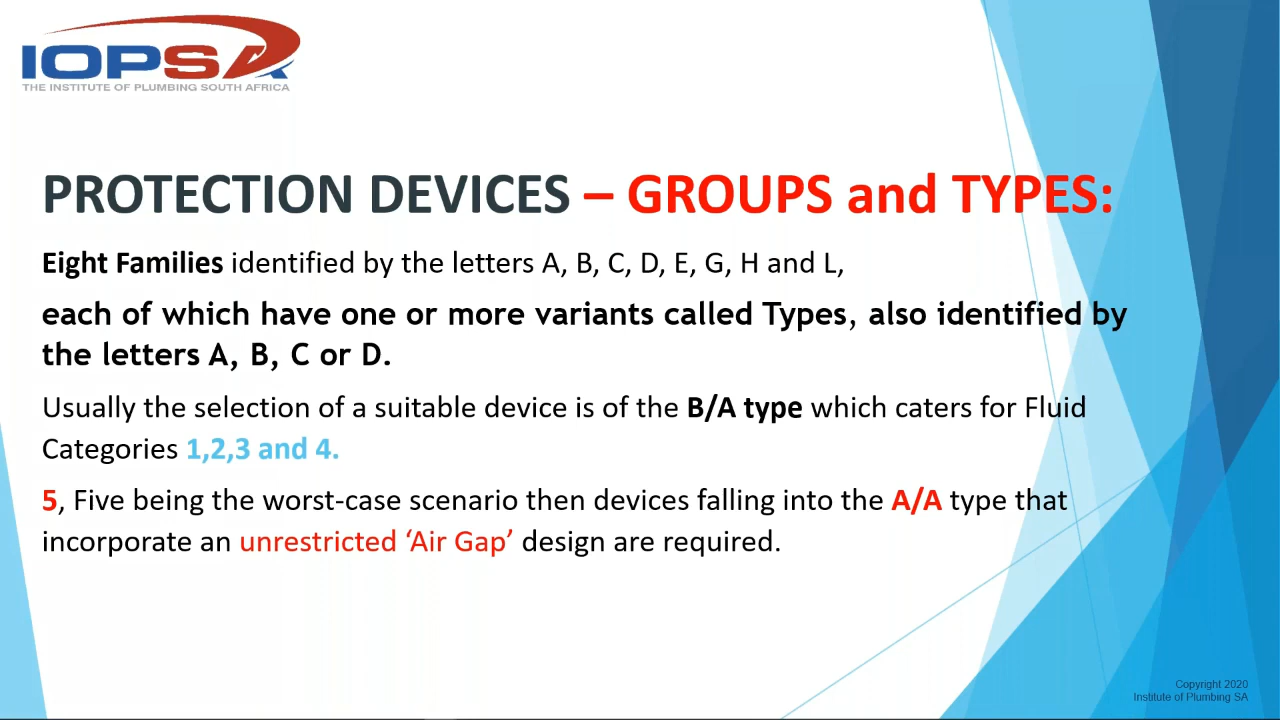 IOPSA
THE INSTITUTE OF PLUMBING SOUTH AFRICA
PROTECTION DEVICES – GROUPS and TYPES:
Eight Families identified by the letters A, B, C, D, E, G, H and L,
each of which have one or more variants called Types, also identified by
the letters A, B, C or D.
Usually the selection of a suitable device is of the B/A type which caters for Fluid
Categories 1,2,3 and 4.
5, Five being the worst-case scenario then devices falling into the A/A type that
incorporate an unrestricted ‘Air Gap’ design are required.
Copyright 2020
Institute of Plumbing SA